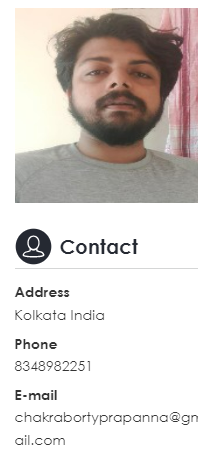 Contact
Address
Kolkata India
Phone
8348982251
E-mail
chakrabortyprapanna@gm
ail.com